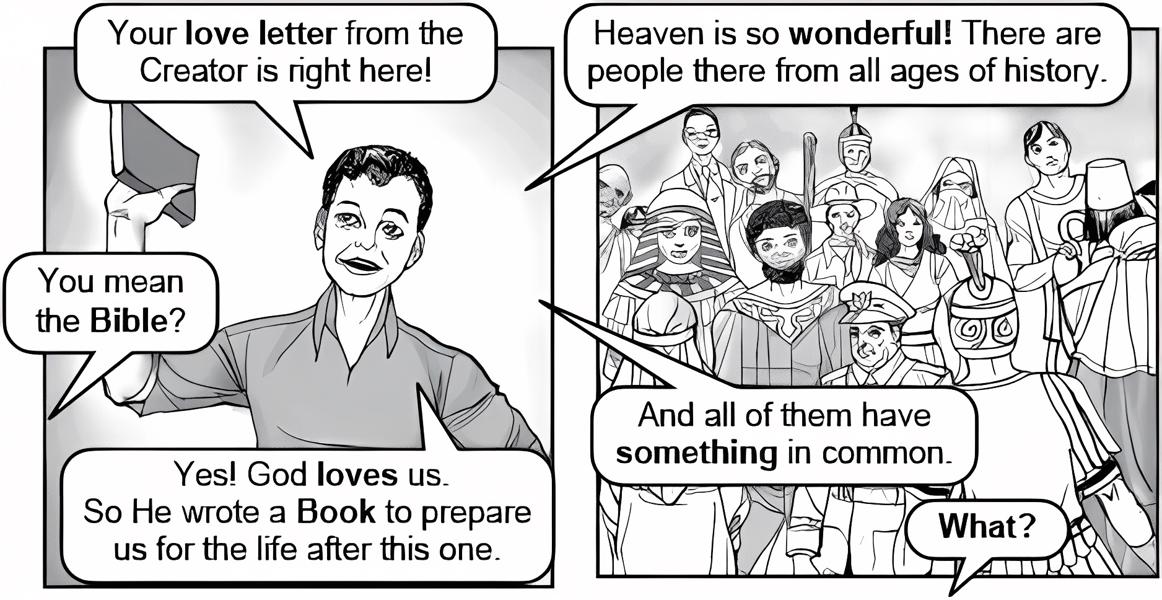 Your love letter from the
Creator is right here!
You mean
the Bible?
Yes! God loves us.
So He wrote a Book to prepare
us for the life after this one.
Heaven is so wonderful! There are
people there from all ages of history.
And all of them have
something in common.
What?